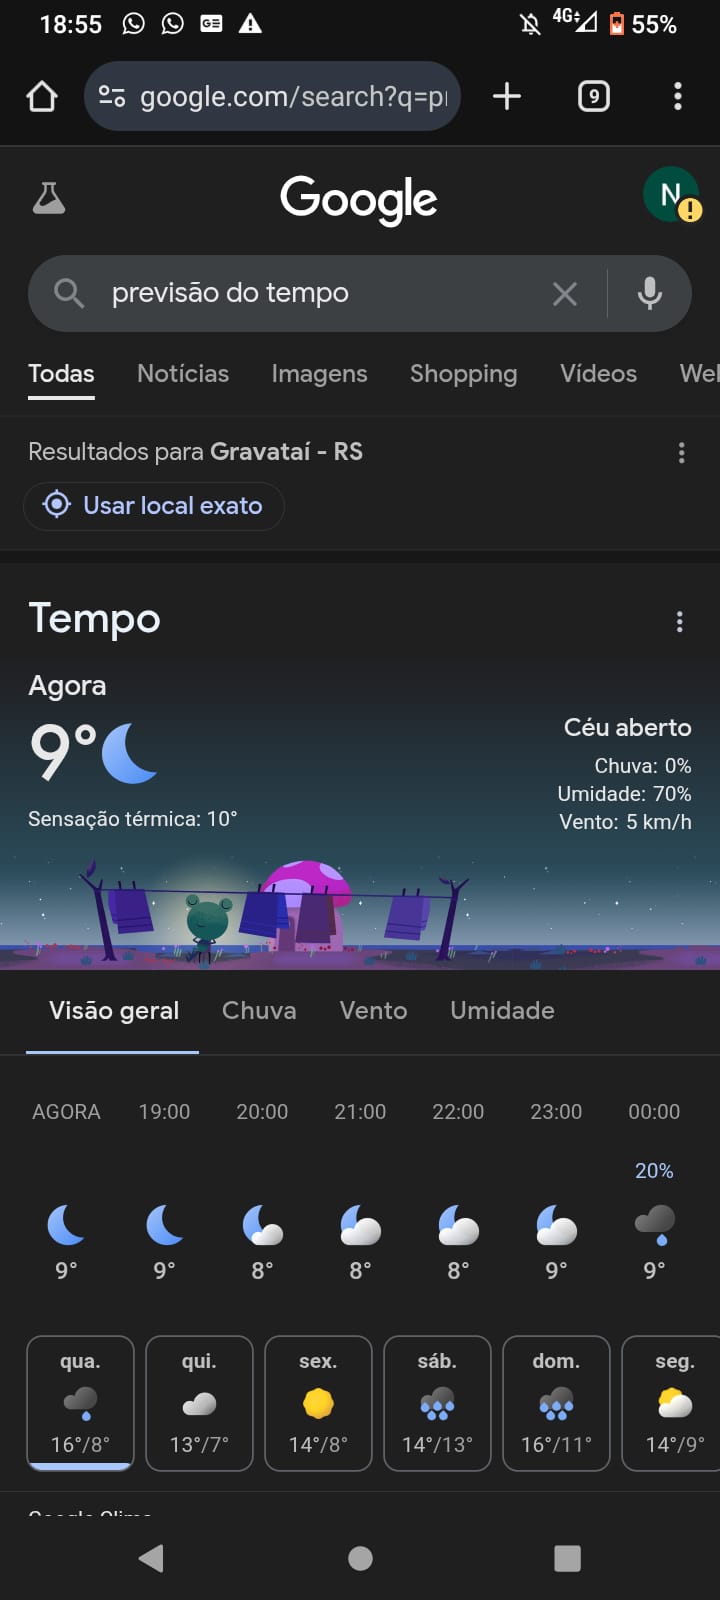 18:55
4G
55%
google.com/search?q=p
9
Google
N
previsão do tempo
Todas Notícias Imagens Shopping Vídeos
Resultados para Gravataí - RS
Usar local exato
Tempo
Agora
9°
Céu aberto
Chuva: 0%
Umidade: 70%
Vento: 5 km/h
Sensação térmica: 10°
Visão geral Chuva Vento Umidade
AGORA 19:00 20:00 21:00 22:00 23:00 00:00
20%
9° 9° 8° 8° 8° 9° 9°
qua. qui. sex. sáb. dom. seg.
16°/8° 13°/7° 14°/8° 14°/13° 16°/11° 14°/9°